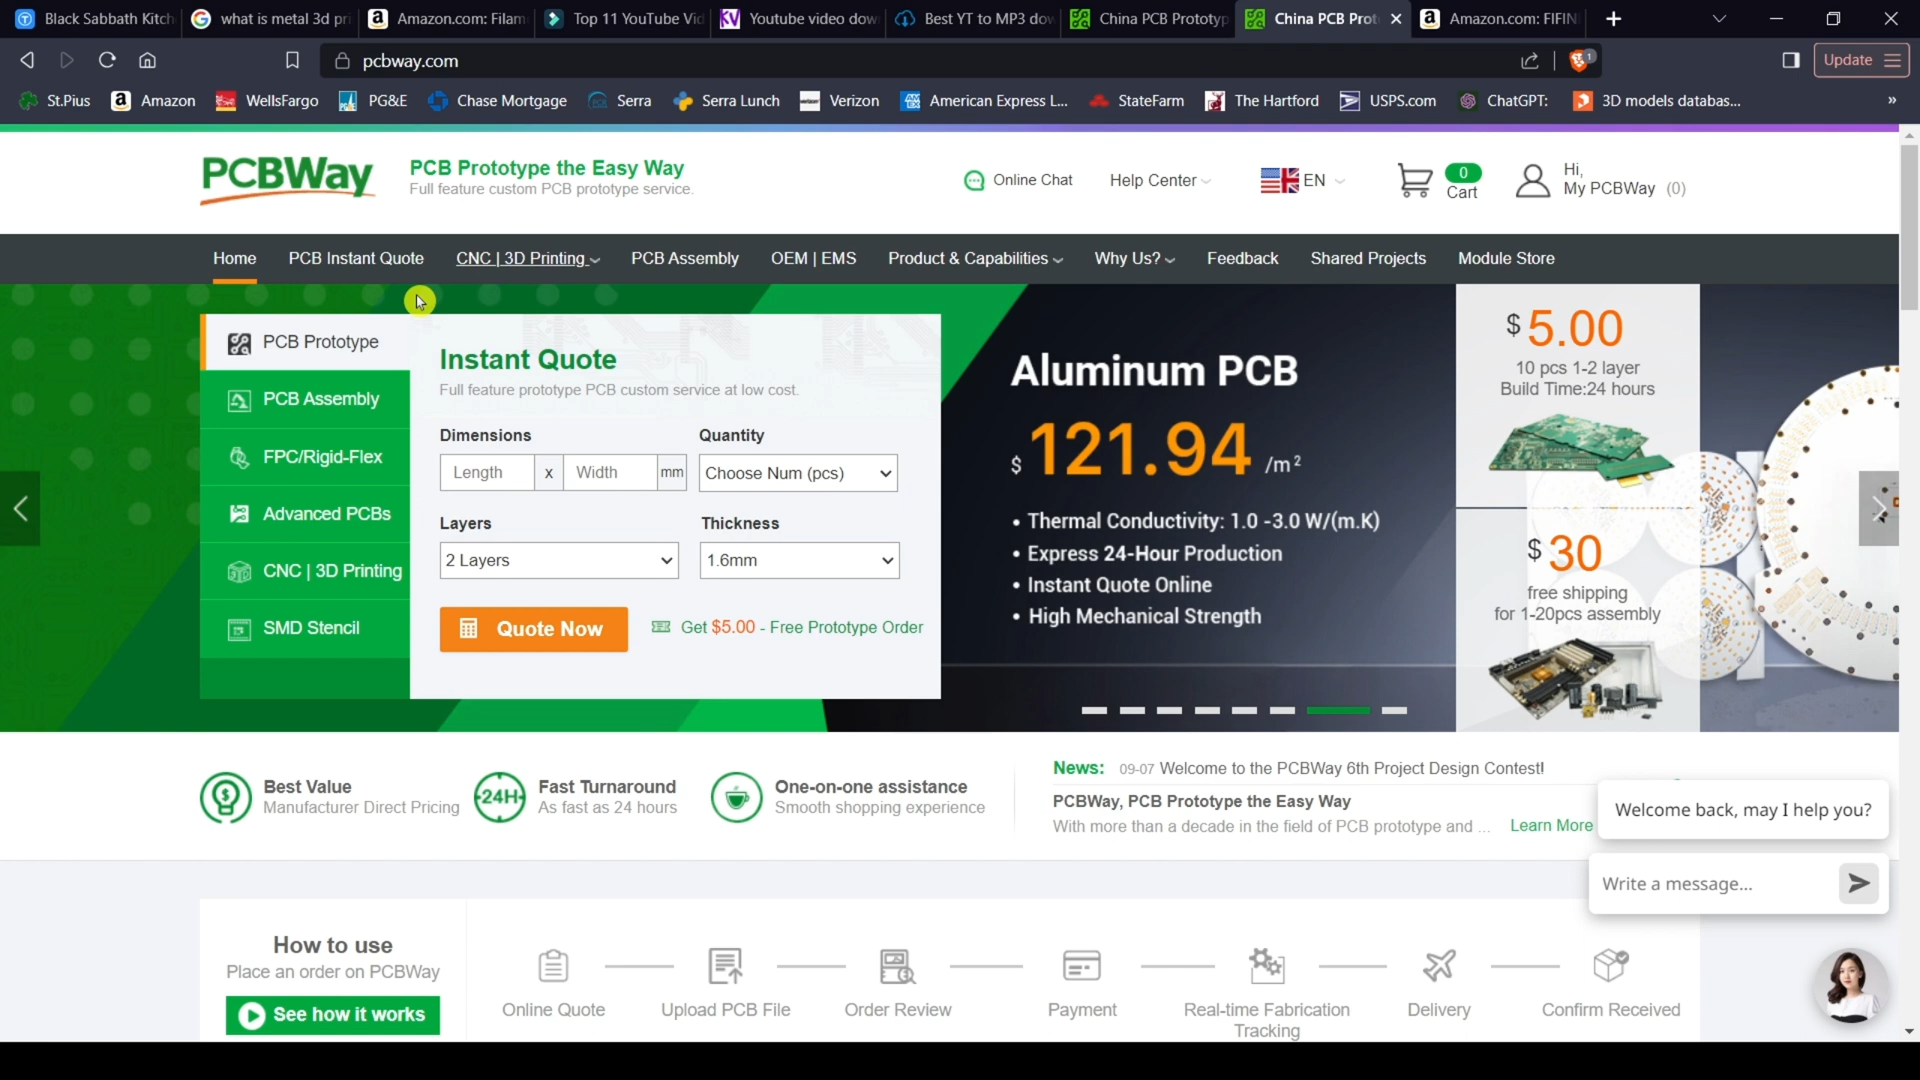 Black Sabbath Kitch
what is metal 3d pri
Amazon.com: Filam
Top 11 YouTube Vid
Youtube video dow
Best YT to MP3 dow
China PCB Prototyp
China PCB Prot
Amazon.com: FIFIN
pcbway.com
1
Update
St.Pius
Amazon
WellsFargo
PG&E
Chase Mortgage
Serra
Serra Lunch
Verizon
American Express L...
StateFarm
The Hartford
USPS.com
ChatGPT:
3D models databas...
»
PCBWay
PCB Prototype the Easy Way
Full feature custom PCB prototype service.
Online Chat
Help Center
EN
0
Cart
Hi,
My PCBWay (0)
Home
PCB Instant Quote
CNC | 3D Printing
PCB Assembly
OEM | EMS
Product & Capabilities
Why Us?
Feedback
Shared Projects
Module Store
PCB Prototype
PCB Assembly
FPC/Rigid-Flex
Advanced PCBs
CNC | 3D Printing
SMD Stencil
Instant Quote
Full feature prototype PCB custom service at low cost.
Dimensions
Quantity
Length x Width mm
Choose Num (pcs)
Layers
Thickness
2 Layers
1.6mm
Quote Now
Get $5.00 - Free Prototype Order
Aluminum PCB
$ 121.94 /m²
• Thermal Conductivity: 1.0 -3.0 W/(m.K)
• Express 24-Hour Production
• Instant Quote Online
• High Mechanical Strength
$ 5.00
10 pcs 1-2 layer
Build Time:24 hours
$ 30
free shipping
for 1-20pcs assembly
Best Value
Manufacturer Direct Pricing
24H
Fast Turnaround
As fast as 24 hours
One-on-one assistance
Smooth shopping experience
News: 09-07 Welcome to the PCBWay 6th Project Design Contest!
PCBWay, PCB Prototype the Easy Way
With more than a decade in the field of PCB prototype and ... Learn More
Welcome back, may I help you?
Write a message...
How to use
Place an order on PCBWay
See how it works
Online Quote
Upload PCB File
Order Review
Payment
Real-time Fabrication
Tracking
Delivery
Confirm Received